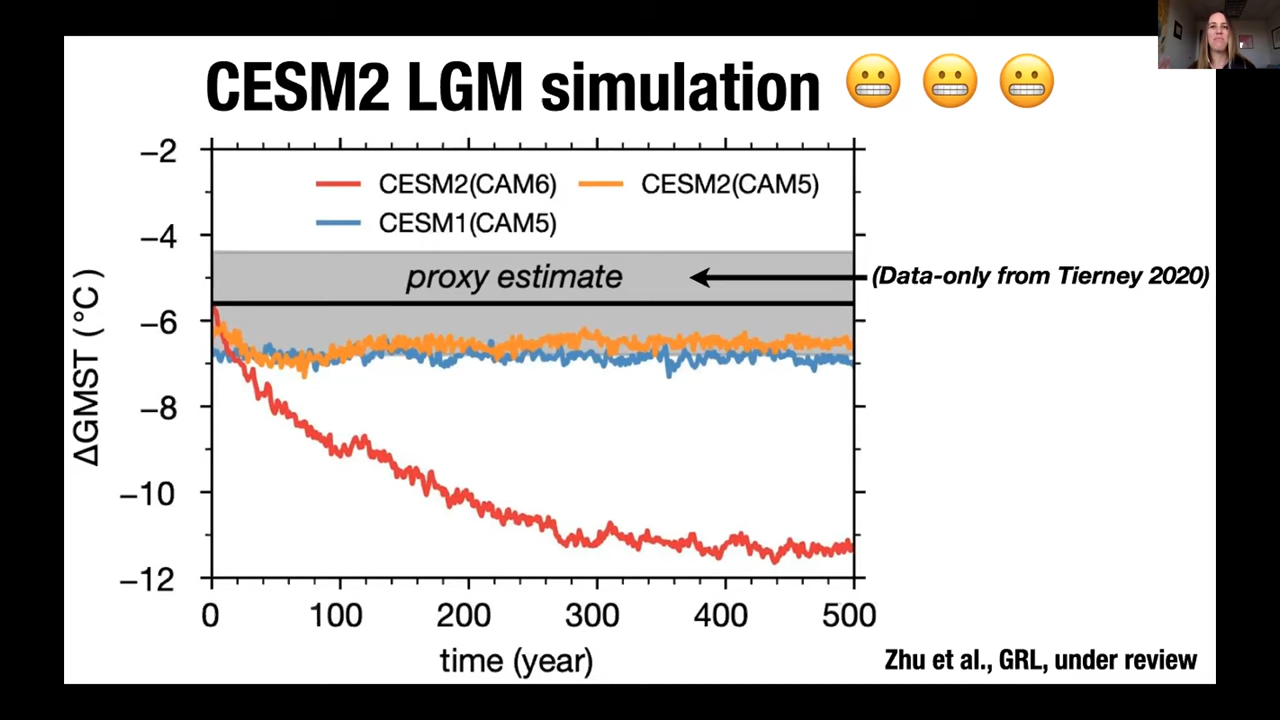 CESM2 LGM simulation 😬 😬 😬
−2
CESM2(CAM6) CESM2(CAM5)
CESM1(CAM5)
−4
proxy estimate
(Data-only from Tierney 2020)
−6
ΔGMST (°C)
−8
−10
−12
0 100 200 300 400 500
time (year)
Zhu et al., GRL, under review